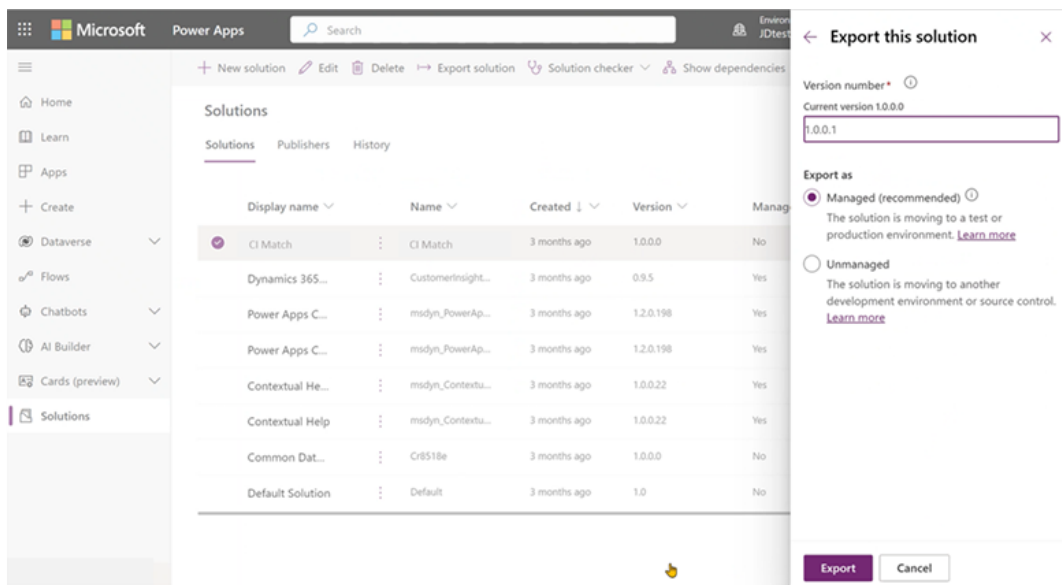 Microsoft Power Apps Search Environ
JDtest
+ New solution Edit Delete Export solution Solution checker Show dependencies
Home
Learn
Apps
Create
Dataverse
Flows
Chatbots
AI Builder
Cards (preview)
Solutions
Solutions
Solutions Publishers History
Display name Name Created ↓ Version Manag
CI Match CI Match 3 months ago 1.0.0.0 No
Dynamics 365... CustomerInsight... 3 months ago 0.9.5 Yes
Power Apps C... msdyn_PowerAp... 3 months ago 1.2.0.198 Yes
Power Apps C... msdyn_PowerAp... 3 months ago 1.2.0.198 Yes
Contextual He... msdyn_Contextu... 3 months ago 1.0.0.22 Yes
Contextual Help msdyn_Contextu... 3 months ago 1.0.0.22 Yes
Common Dat... Cr8518e 3 months ago 1.0.0.0 No
Default Solution Default 3 months ago 1.0 No
← Export this solution ×
Version number*
Current version 1.0.0.0
1.0.0.1
Export as
Managed (recommended)
The solution is moving to a test or
production environment. Learn more
Unmanaged
The solution is moving to another
development environment or source control.
Learn more
Export Cancel